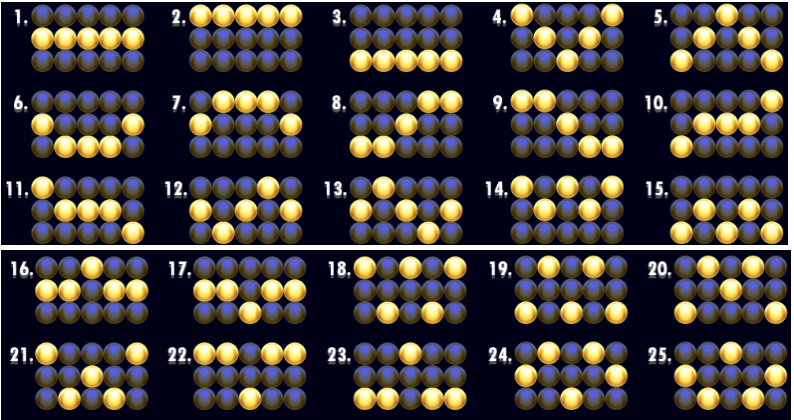 1. 2. 3. 4. 5.
6. 7. 8. 9. 10.
11. 12. 13. 14. 15.
16. 17. 18. 19. 20.
21. 22. 23. 24. 25.